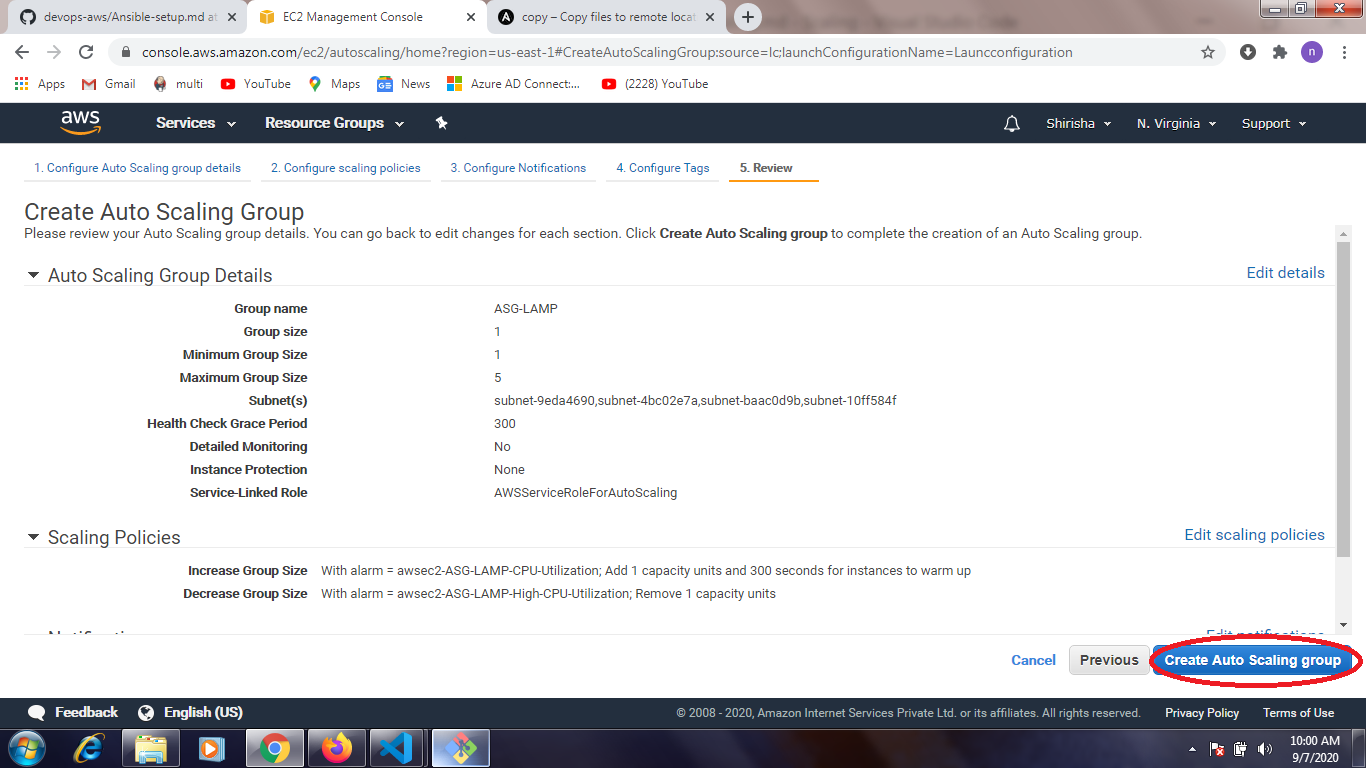 devops-aws/Ansible-setup.md at
EC2 Management Console
copy – Copy files to remote locat
console.aws.amazon.com/ec2/autoscaling/home?region=us-east-1#CreateAutoScalingGroup:source=lc;launchConfigurationName=Launcconfiguration
n
Apps
Gmail
multi
YouTube
Maps
News
Azure AD Connect:...
(2228) YouTube
aws
Services
Resource Groups
Shirisha
N. Virginia
Support
1. Configure Auto Scaling group details
2. Configure scaling policies
3. Configure Notifications
4. Configure Tags
5. Review
Create Auto Scaling Group
Please review your Auto Scaling group details. You can go back to edit changes for each section. Click Create Auto Scaling group to complete the creation of an Auto Scaling group.
Auto Scaling Group Details
Edit details
Group name ASG-LAMP
Group size 1
Minimum Group Size 1
Maximum Group Size 5
Subnet(s) subnet-9eda4690,subnet-4bc02e7a,subnet-baac0d9b,subnet-10ff584f
Health Check Grace Period 300
Detailed Monitoring No
Instance Protection None
Service-Linked Role AWSServiceRoleForAutoScaling
Scaling Policies
Edit scaling policies
Increase Group Size With alarm = awsec2-ASG-LAMP-CPU-Utilization; Add 1 capacity units and 300 seconds for instances to warm up
Decrease Group Size With alarm = awsec2-ASG-LAMP-High-CPU-Utilization; Remove 1 capacity units
Edit notifications
Cancel
Previous
Create Auto Scaling group
Feedback
English (US)
© 2008 - 2020, Amazon Internet Services Private Ltd. or its affiliates. All rights reserved.
Privacy Policy
Terms of Use
10:00 AM
9/7/2020